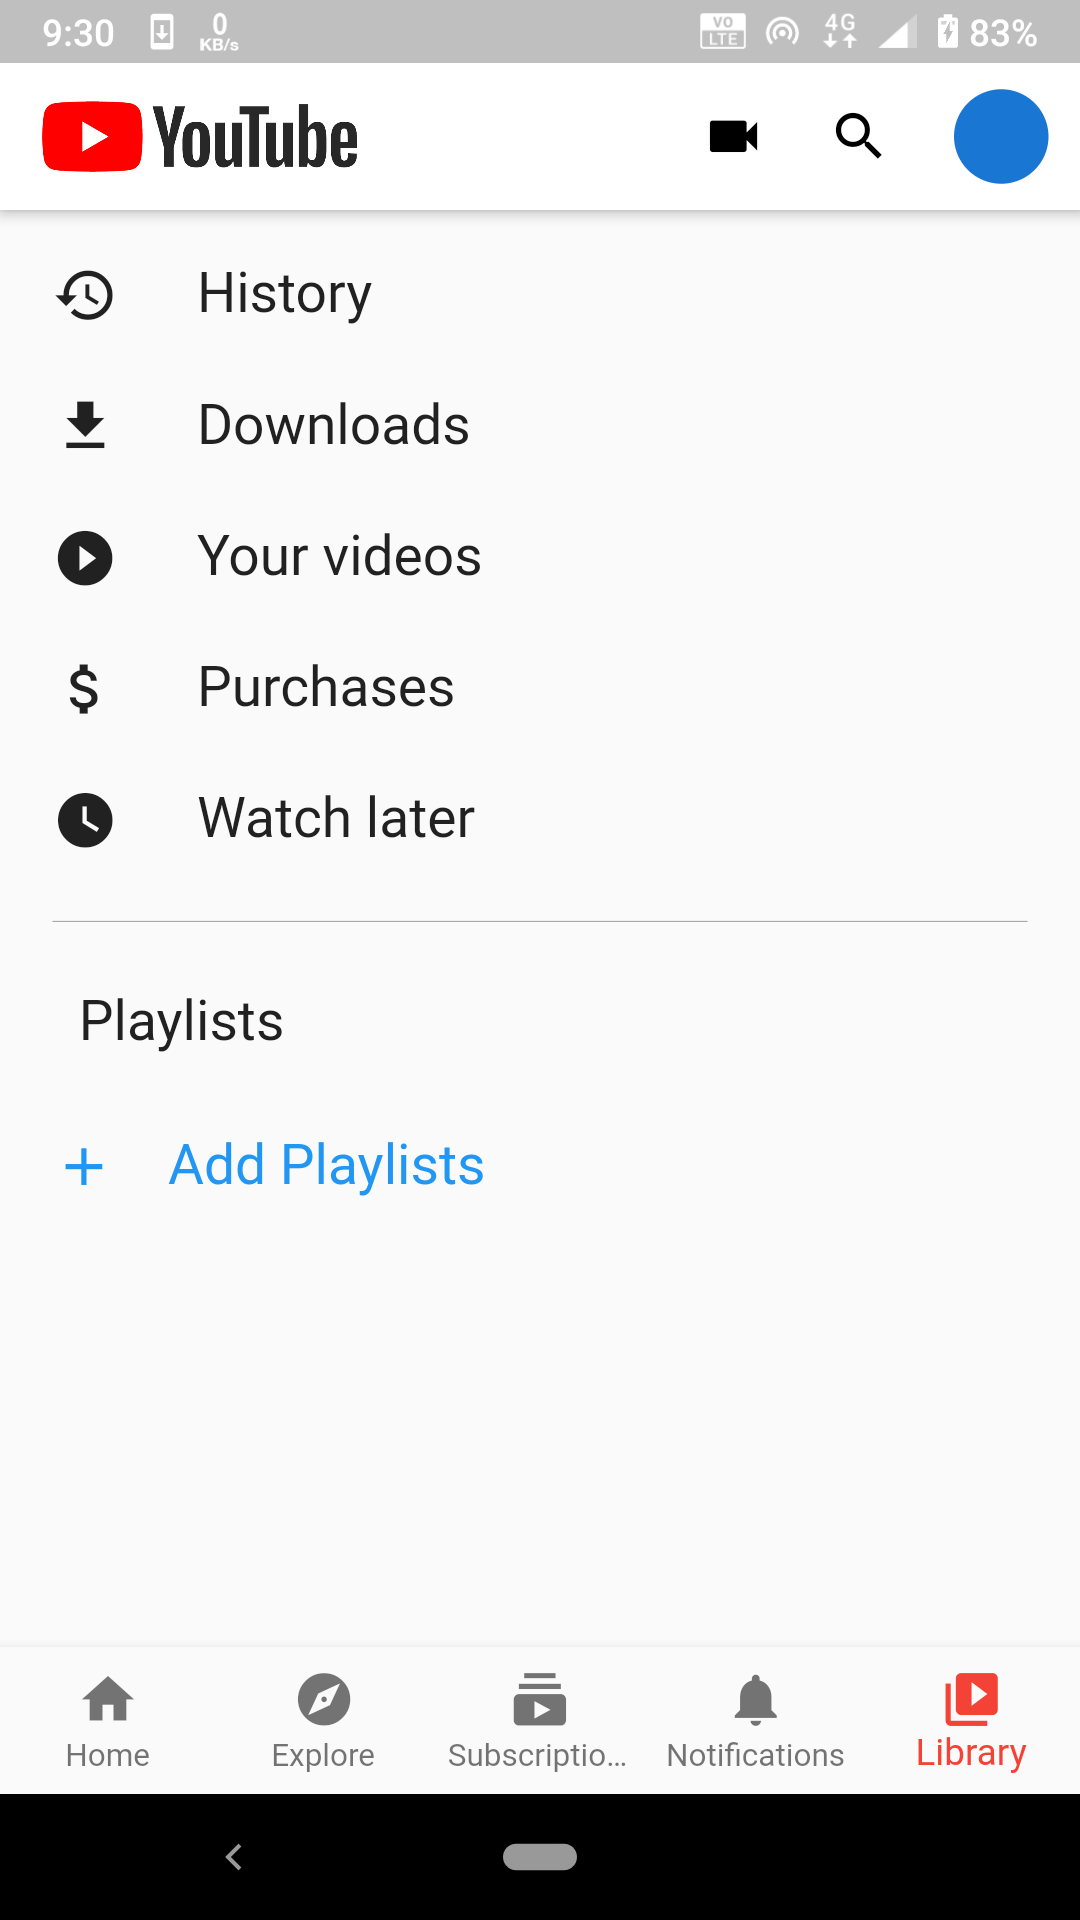 9:30 0 KB/s VO LTE 4G 83%
YouTube
History
Downloads
Your videos
Purchases
Watch later
Playlists
+ Add Playlists
Home Explore Subscriptio... Notifications Library